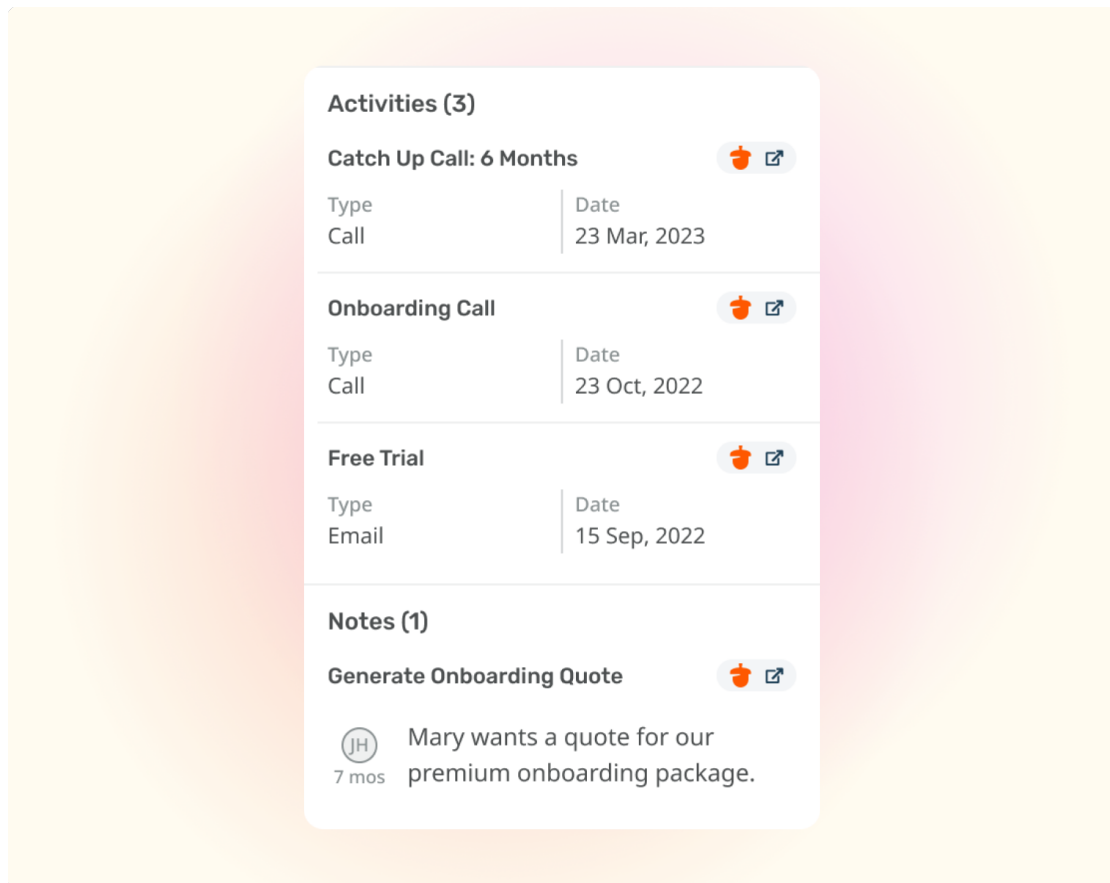 Activities (3)
Catch Up Call: 6 Months
Type
Date
Call
23 Mar, 2023
Onboarding Call
Type
Date
Call
23 Oct, 2022
Free Trial
Type
Date
Email
15 Sep, 2022
Notes (1)
Generate Onboarding Quote
JH
7 mos
Mary wants a quote for our
premium onboarding package.